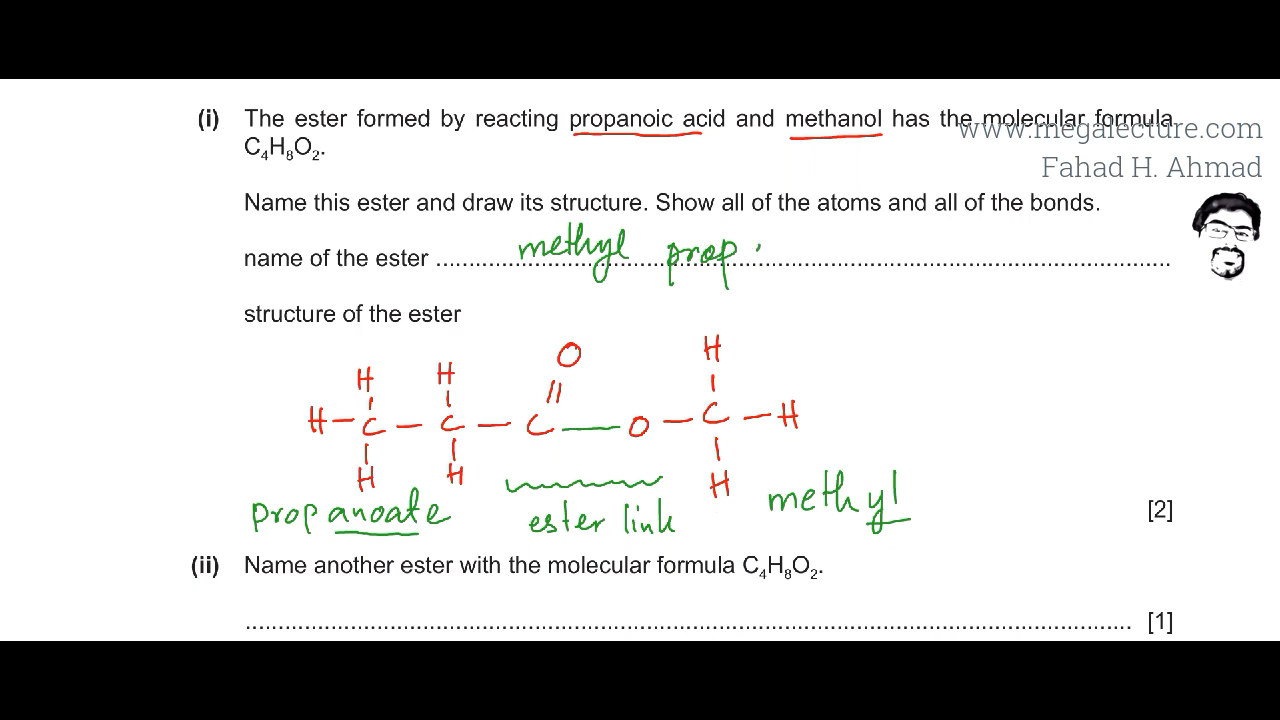 (i) The ester formed by reacting propanoic acid and methanol has the molecular formula
C₄H₈O₂.
www.megalecture.com
Fahad H. Ahmad
Name this ester and draw its structure. Show all of the atoms and all of the bonds.
name of the ester methyl prop
structure of the ester
O H
H H
H – C – C – C – O – C – H
H H H
propanoate ester link methyl [2]
(ii) Name another ester with the molecular formula C₄H₈O₂.
[1]